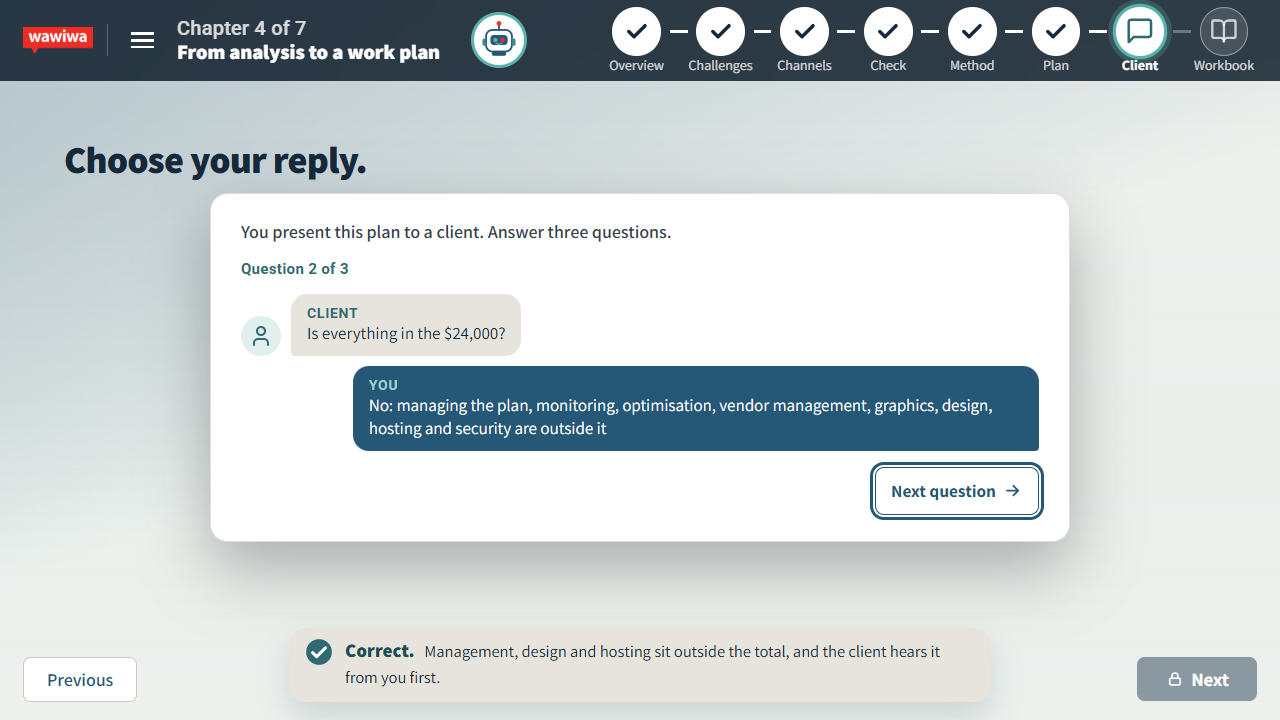 wawiwa
Chapter 4 of 7
From analysis to a work plan
Overview
Challenges
Channels
Check
Method
Plan
Client
Workbook
Choose your reply.
You present this plan to a client. Answer three questions.
Question 2 of 3
CLIENT
Is everything in the $24,000?
YOU
No: managing the plan, monitoring, optimisation, vendor management, graphics, design,
hosting and security are outside it
Next question
Correct. Management, design and hosting sit outside the total, and the client hears it
from you first.
Previous
Next